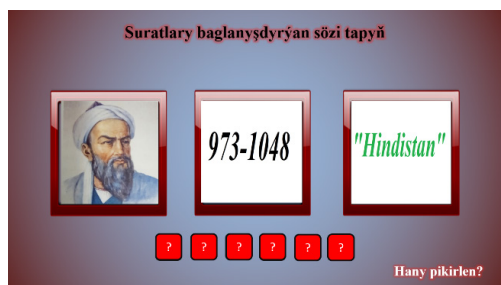 Suratlary baglanyşdyrýan sözi tapyň
973-1048
"Hindistan"
? ? ? ? ? ?
Hany pikirlen?